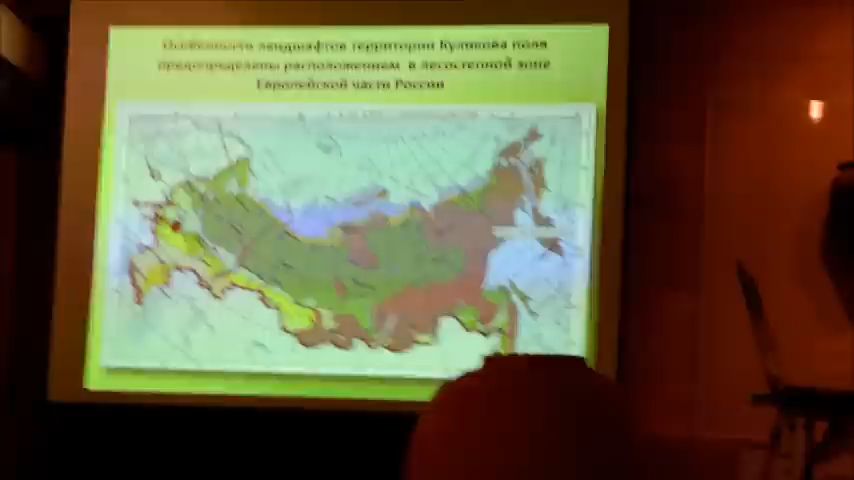 Особенности ландшафтов территории Куликова поля
предопределены расположением в лесостепной зоне
Европейской части России